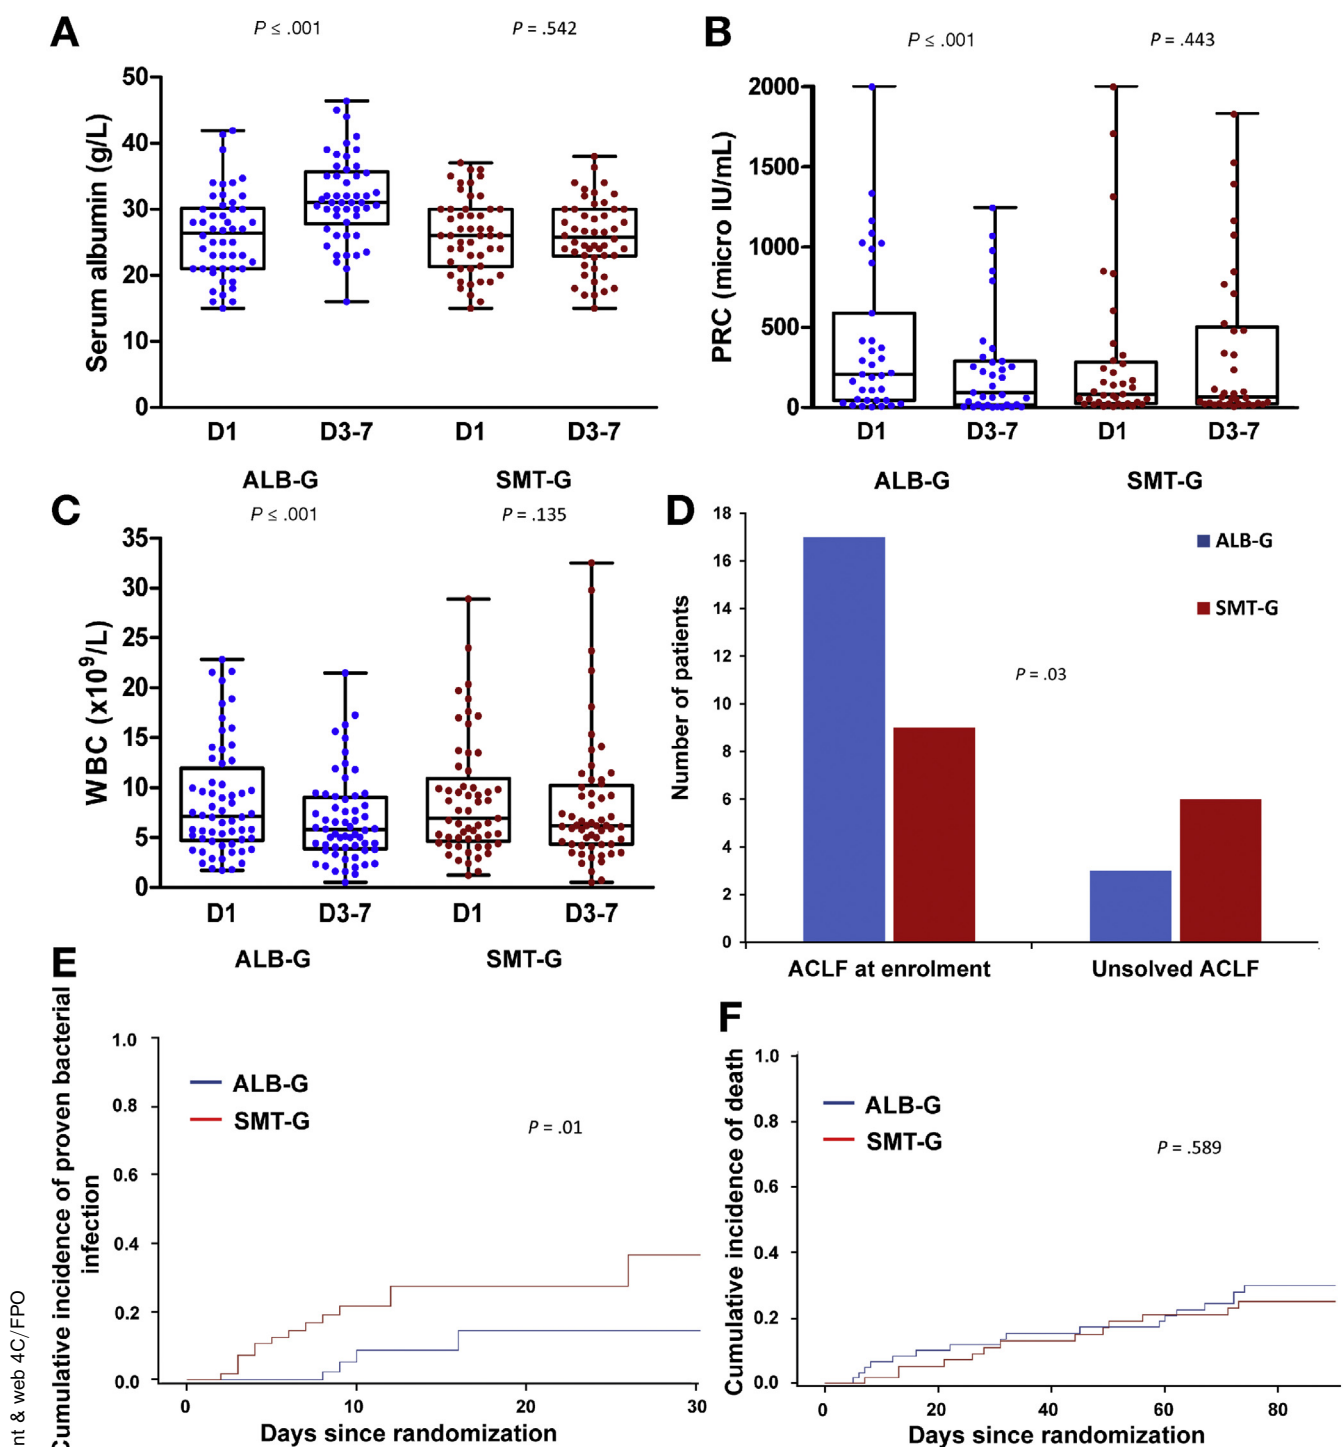 A
P ≤ .001
P = .542
Serum albumin (g/L)
50
40
30
20
10
0
D1
D3-7
D1
D3-7
ALB-G
SMT-G
B
P ≤ .001
P = .443
PRC (micro IU/mL)
2000
1500
1000
500
0
D1
D3-7
D1
D3-7
ALB-G
SMT-G
C
P ≤ .001
P = .135
WBC (x10⁹/L)
35
30
25
20
15
10
5
0
D1
D3-7
D1
D3-7
ALB-G
SMT-G
D
Number of patients
18
16
14
12
10
8
6
4
2
0
ALB-G
SMT-G
P = .03
ACLF at enrolment
Unsolved ACLF
E
Cumulative incidence of proven bacterial
infection
1.0
0.8
0.6
0.4
0.2
0.0
ALB-G
SMT-G
P = .01
0
10
20
30
Days since randomization
F
Cumulative incidence of death
1.0
0.8
0.6
0.4
0.2
0.0
ALB-G
SMT-G
P = .589
0
20
40
60
80
Days since randomization
nt & web 4C/FPO